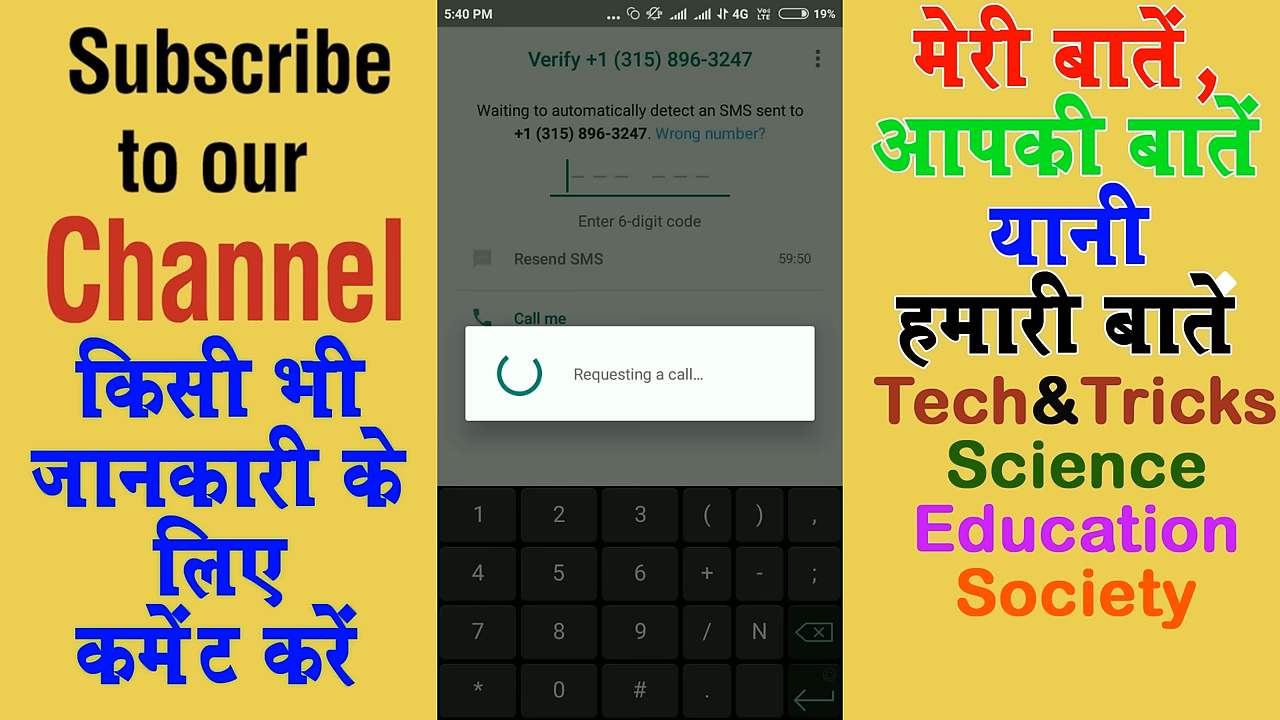 Subscribe
to our
Channel
किसी भी
जानकारी के
लिए
कमेंट करें
5:40 PM ... 4G Vo) LTE 19%
Verify +1 (315) 896-3247
Waiting to automatically detect an SMS sent to
+1 (315) 896-3247. Wrong number?
Enter 6-digit code
Resend SMS 59:50
Call me
Requesting a call...
1 2 3 ( ) ,
4 5 6 + - ;
7 8 9 / N
* 0 # .
मेरी बातें,
आपकी बातें
यानी
हमारी बातें
Tech&Tricks
Science
Education
Society